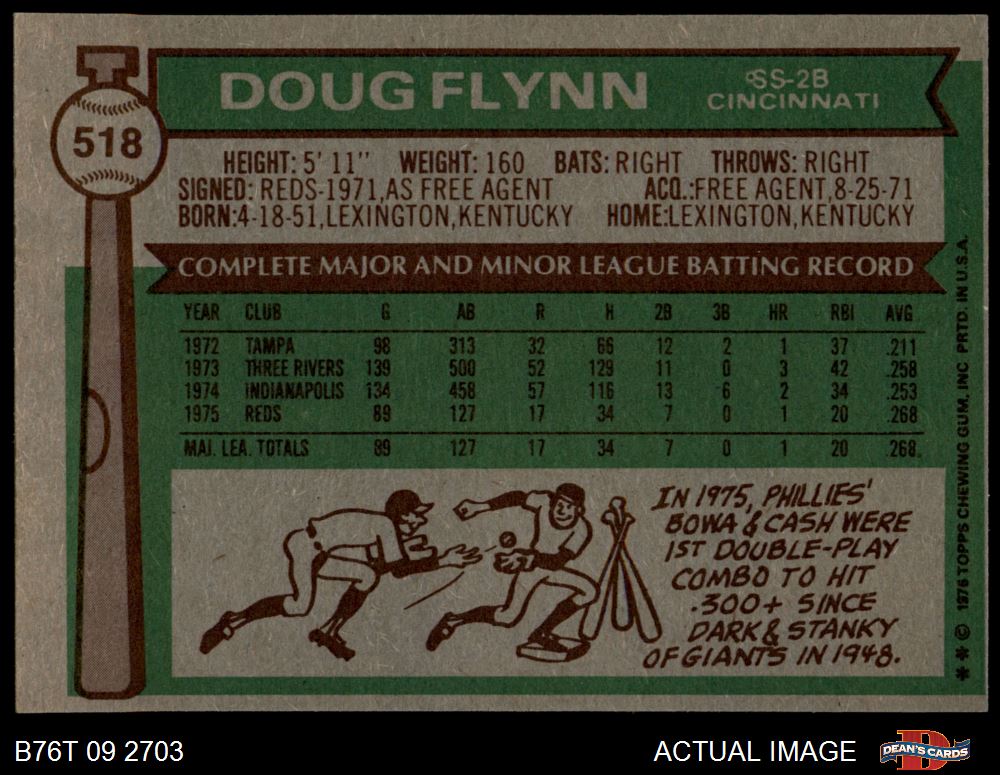 518
DOUG FLYNN
SS-2B
CINCINNATI
HEIGHT: 5' 11" WEIGHT: 160 BATS: RIGHT THROWS: RIGHT
SIGNED: REDS-1971, AS FREE AGENT ACQ.: FREE AGENT, 8-25-71
BORN: 4-18-51, LEXINGTON, KENTUCKY HOME: LEXINGTON, KENTUCKY
COMPLETE MAJOR AND MINOR LEAGUE BATTING RECORD
YEAR CLUB G AB R H 2B 3B HR RBI AVG
1972 TAMPA 98 313 32 66 12 2 1 37 .211
1973 THREE RIVERS 139 500 52 129 11 0 3 42 .258
1974 INDIANAPOLIS 134 458 57 116 13 6 2 34 .253
1975 REDS 89 127 17 34 7 0 1 20 .268
MAJ. LEA. TOTALS 89 127 17 34 7 0 1 20 .268
IN 1975, PHILLIES'
BOWA & CASH WERE
1ST DOUBLE-PLAY
COMBO TO HIT
.300+ SINCE
DARK & STANKY
OF GIANTS IN 1948.
** © 1976 TOPPS CHEWING GUM, INC. PRTD. IN U.S.A.
B76T 09 2703
ACTUAL IMAGE
D
DEAN'S CARDS